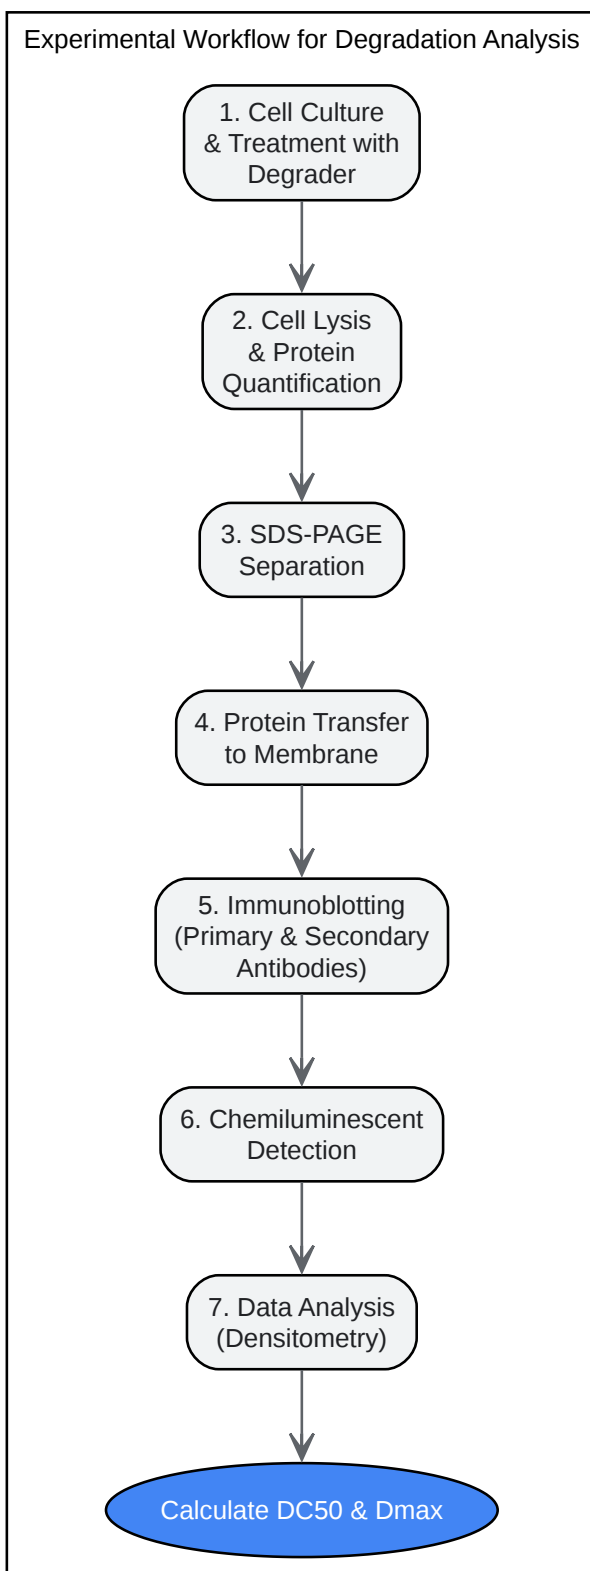 Experimental Workflow for Degradation Analysis
1. Cell Culture
& Treatment with
Degrader
2. Cell Lysis
& Protein
Quantification
3. SDS-PAGE
Separation
4. Protein Transfer
to Membrane
5. Immunoblotting
(Primary & Secondary
Antibodies)
6. Chemiluminescent
Detection
7. Data Analysis
(Densitometry)
Calculate DC50 & Dmax